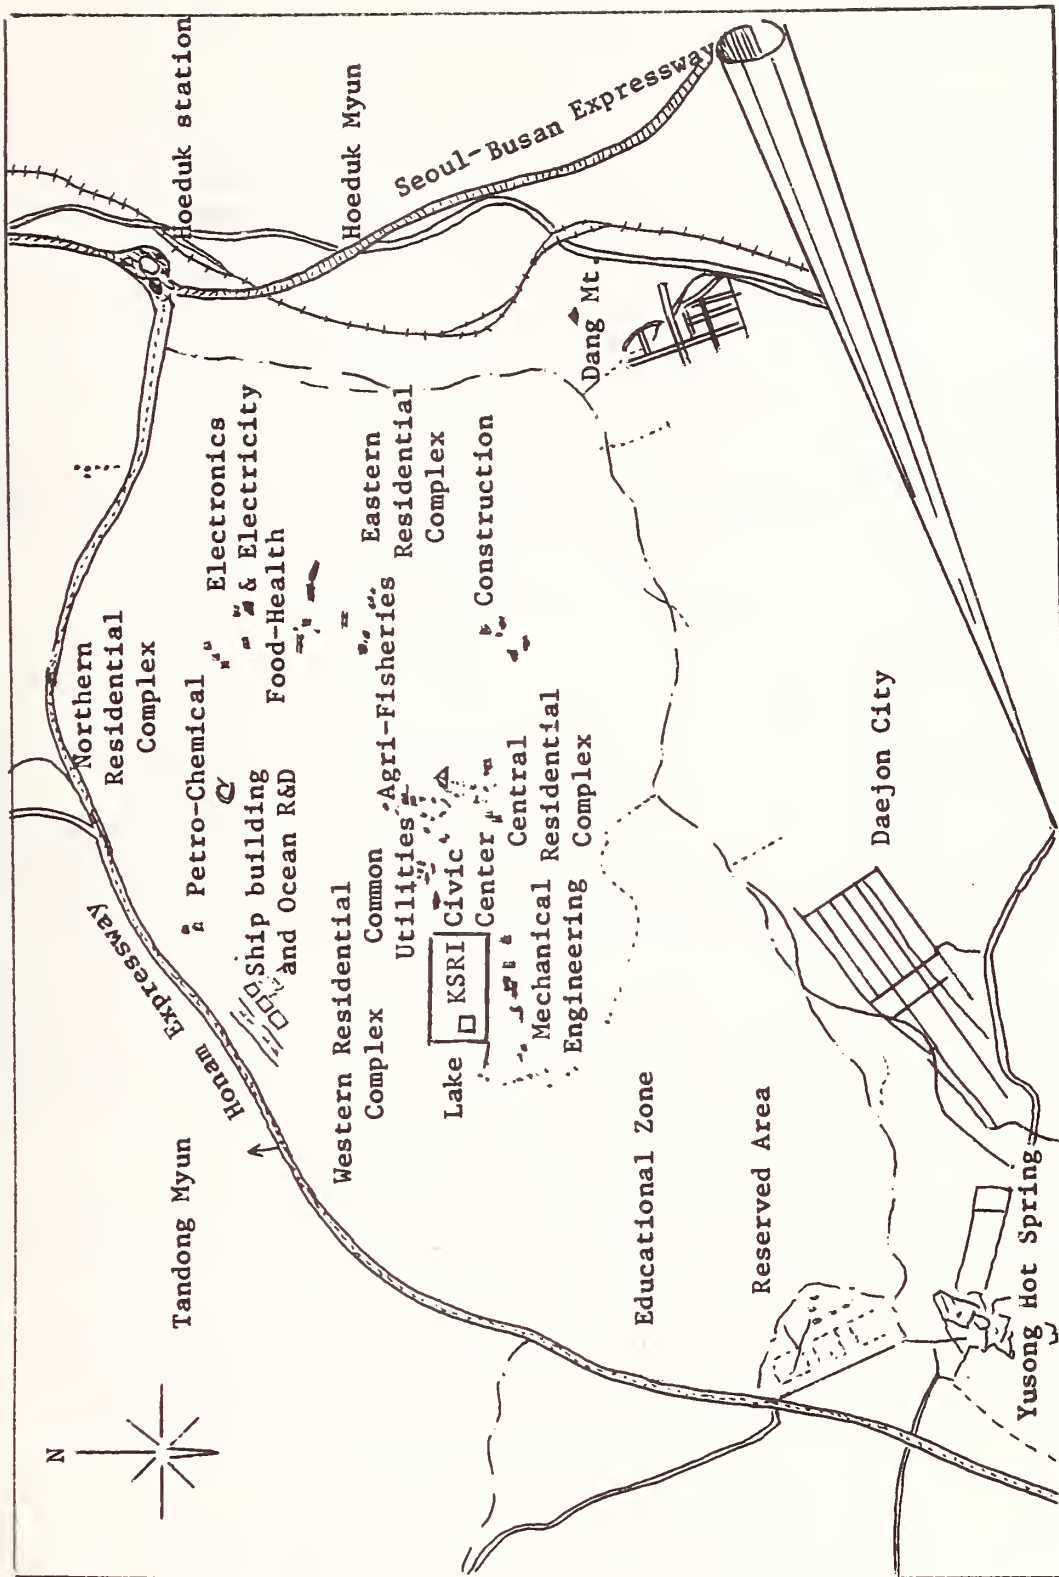 N
Tandong Myun
Honam Expressway
Northern
Residential
Complex
Hoeduk station
Hoeduk Myun
Seoul-Busan Expressway
Petro-Chemical
Electronics
& Electricity
Food-Health
Ship building
and Ocean R&D
Western Residential
Complex
Common
Utilities
Agri-Fisheries
Eastern
Residential
Complex
Lake
KSRI
Civic
Center
Construction
Central
Residential
Complex
Mechanical
Engineering
Dang Mt.
Educational Zone
Reserved Area
Daejon City
Yusong Hot Spring